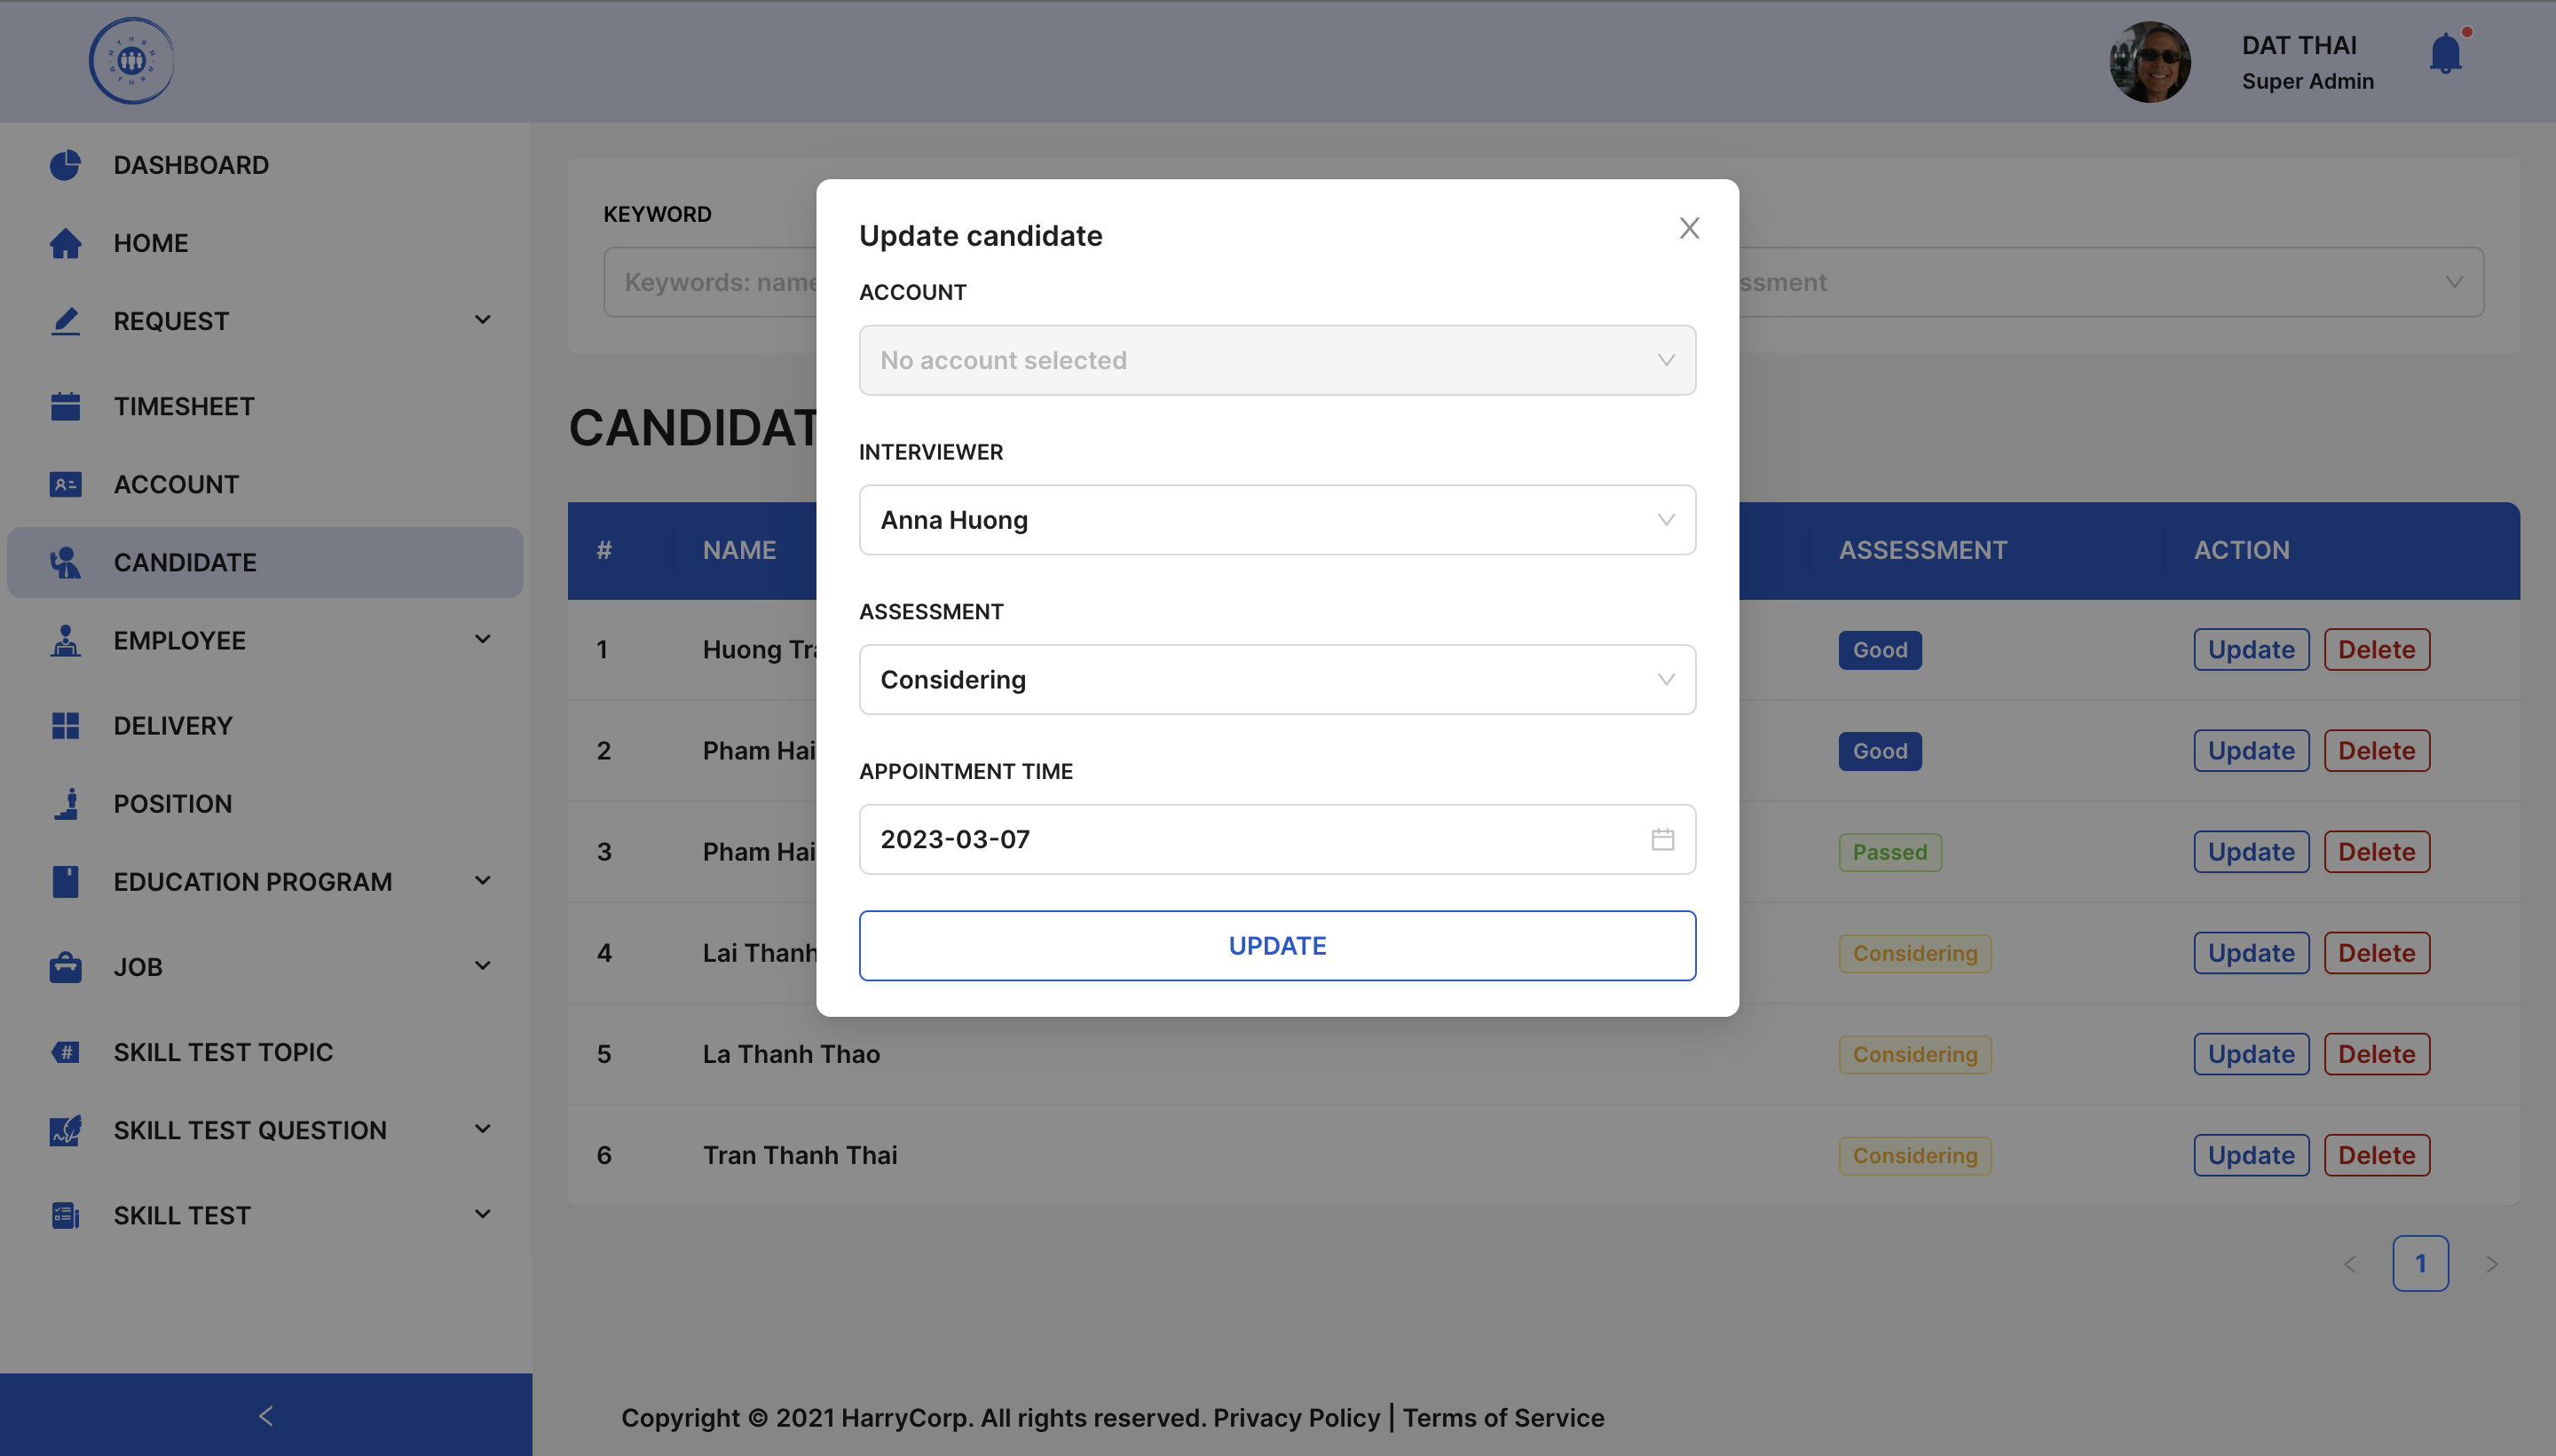 DAT THAI
Super Admin
DASHBOARD
HOME
REQUEST
TIMESHEET
ACCOUNT
CANDIDATE
EMPLOYEE
DELIVERY
POSITION
EDUCATION PROGRAM
JOB
SKILL TEST TOPIC
SKILL TEST QUESTION
SKILL TEST
KEYWORD
Keywords: name
ssment
CANDIDAT
# NAME ASSESSMENT ACTION
1 Huong Tra Good Update Delete
2 Pham Hai Good Update Delete
3 Pham Hai Passed Update Delete
4 Lai Thanh Considering Update Delete
5 La Thanh Thao Considering Update Delete
6 Tran Thanh Thai Considering Update Delete
1
Update candidate
ACCOUNT
No account selected
INTERVIEWER
Anna Huong
ASSESSMENT
Considering
APPOINTMENT TIME
2023-03-07
UPDATE
Copyright © 2021 HarryCorp. All rights reserved. Privacy Policy | Terms of Service